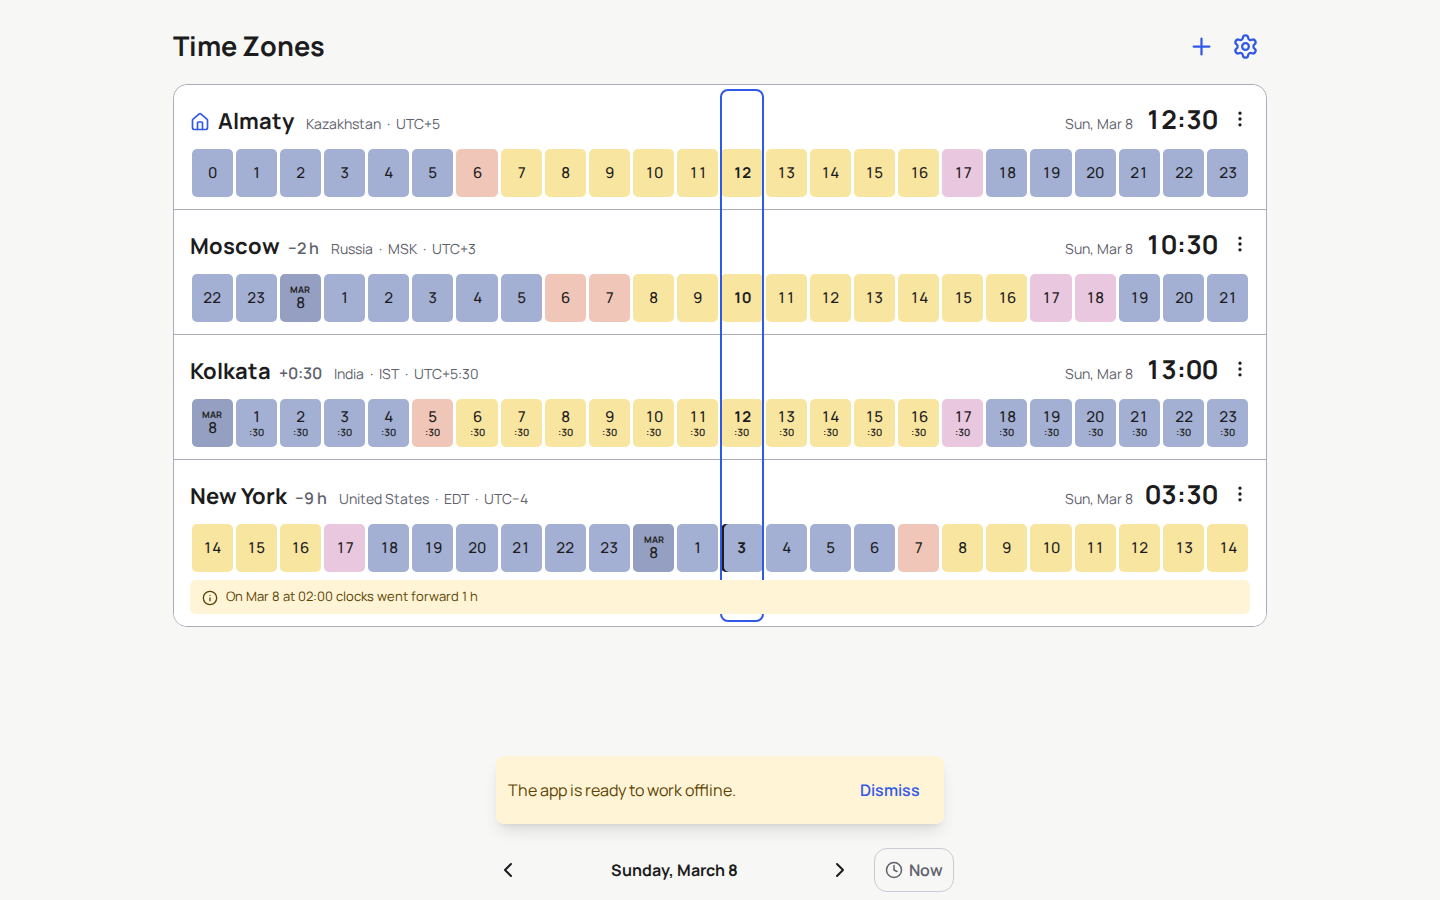 Time Zones
Almaty Kazakhstan · UTC+5 Sun, Mar 8 12:30
0 1 2 3 4 5 6 7 8 9 10 11 12 13 14 15 16 17 18 19 20 21 22 23
Moscow −2 h Russia · MSK · UTC+3 Sun, Mar 8 10:30
22 23 MAR 8 1 2 3 4 5 6 7 8 9 10 11 12 13 14 15 16 17 18 19 20 21
Kolkata +0:30 India · IST · UTC+5:30 Sun, Mar 8 13:00
MAR 8 1:30 2:30 3:30 4:30 5:30 6:30 7:30 8:30 9:30 10:30 11:30 12:30 13:30 14:30 15:30 16:30 17:30 18:30 19:30 20:30 21:30 22:30 23:30
New York −9 h United States · EDT · UTC−4 Sun, Mar 8 03:30
14 15 16 17 18 19 20 21 22 23 MAR 8 1 3 4 5 6 7 8 9 10 11 12 13 14
On Mar 8 at 02:00 clocks went forward 1 h
The app is ready to work offline. Dismiss
Sunday, March 8 Now